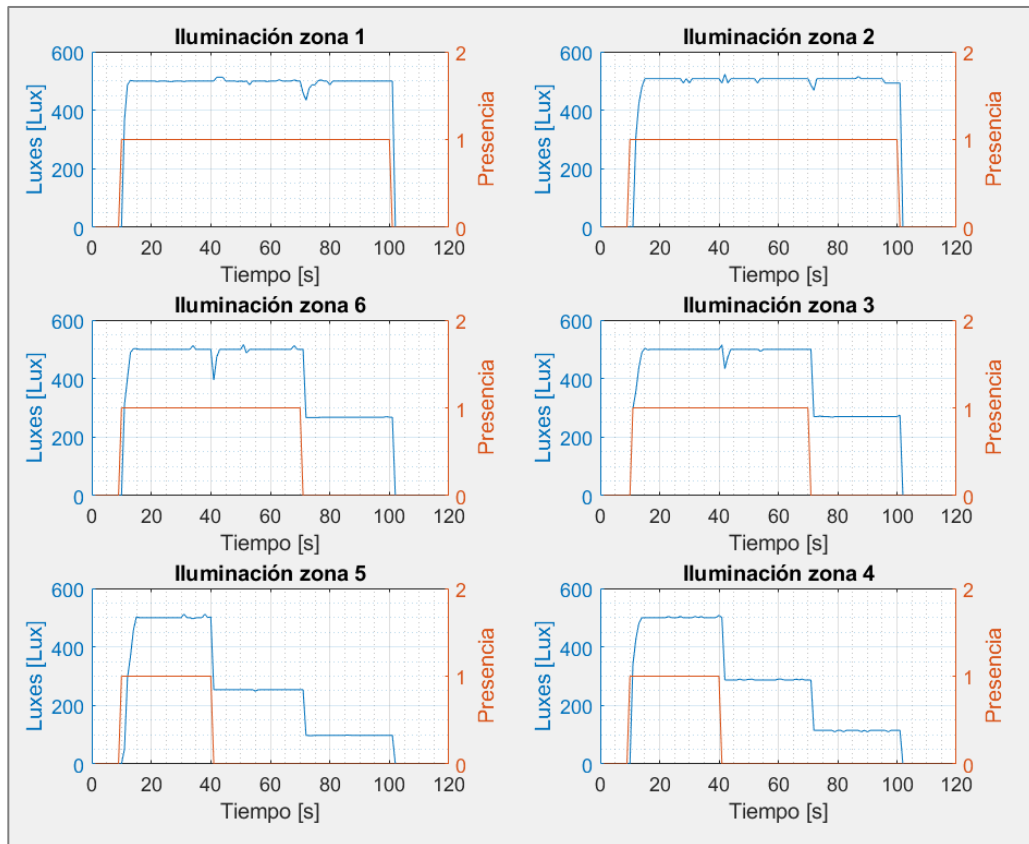 Iluminación zona 1
600
400
200
0
Luxes [Lux]
2
1
0
Presencia
0 20 40 60 80 100 120
Tiempo [s]
Iluminación zona 2
600
400
200
0
Luxes [Lux]
2
1
0
Presencia
0 20 40 60 80 100 120
Tiempo [s]
Iluminación zona 6
600
400
200
0
Luxes [Lux]
2
1
0
Presencia
0 20 40 60 80 100 120
Tiempo [s]
Iluminación zona 3
600
400
200
0
Luxes [Lux]
2
1
0
Presencia
0 20 40 60 80 100 120
Tiempo [s]
Iluminación zona 5
600
400
200
0
Luxes [Lux]
2
1
0
Presencia
0 20 40 60 80 100 120
Tiempo [s]
Iluminación zona 4
600
400
200
0
Luxes [Lux]
2
1
0
Presencia
0 20 40 60 80 100 120
Tiempo [s]